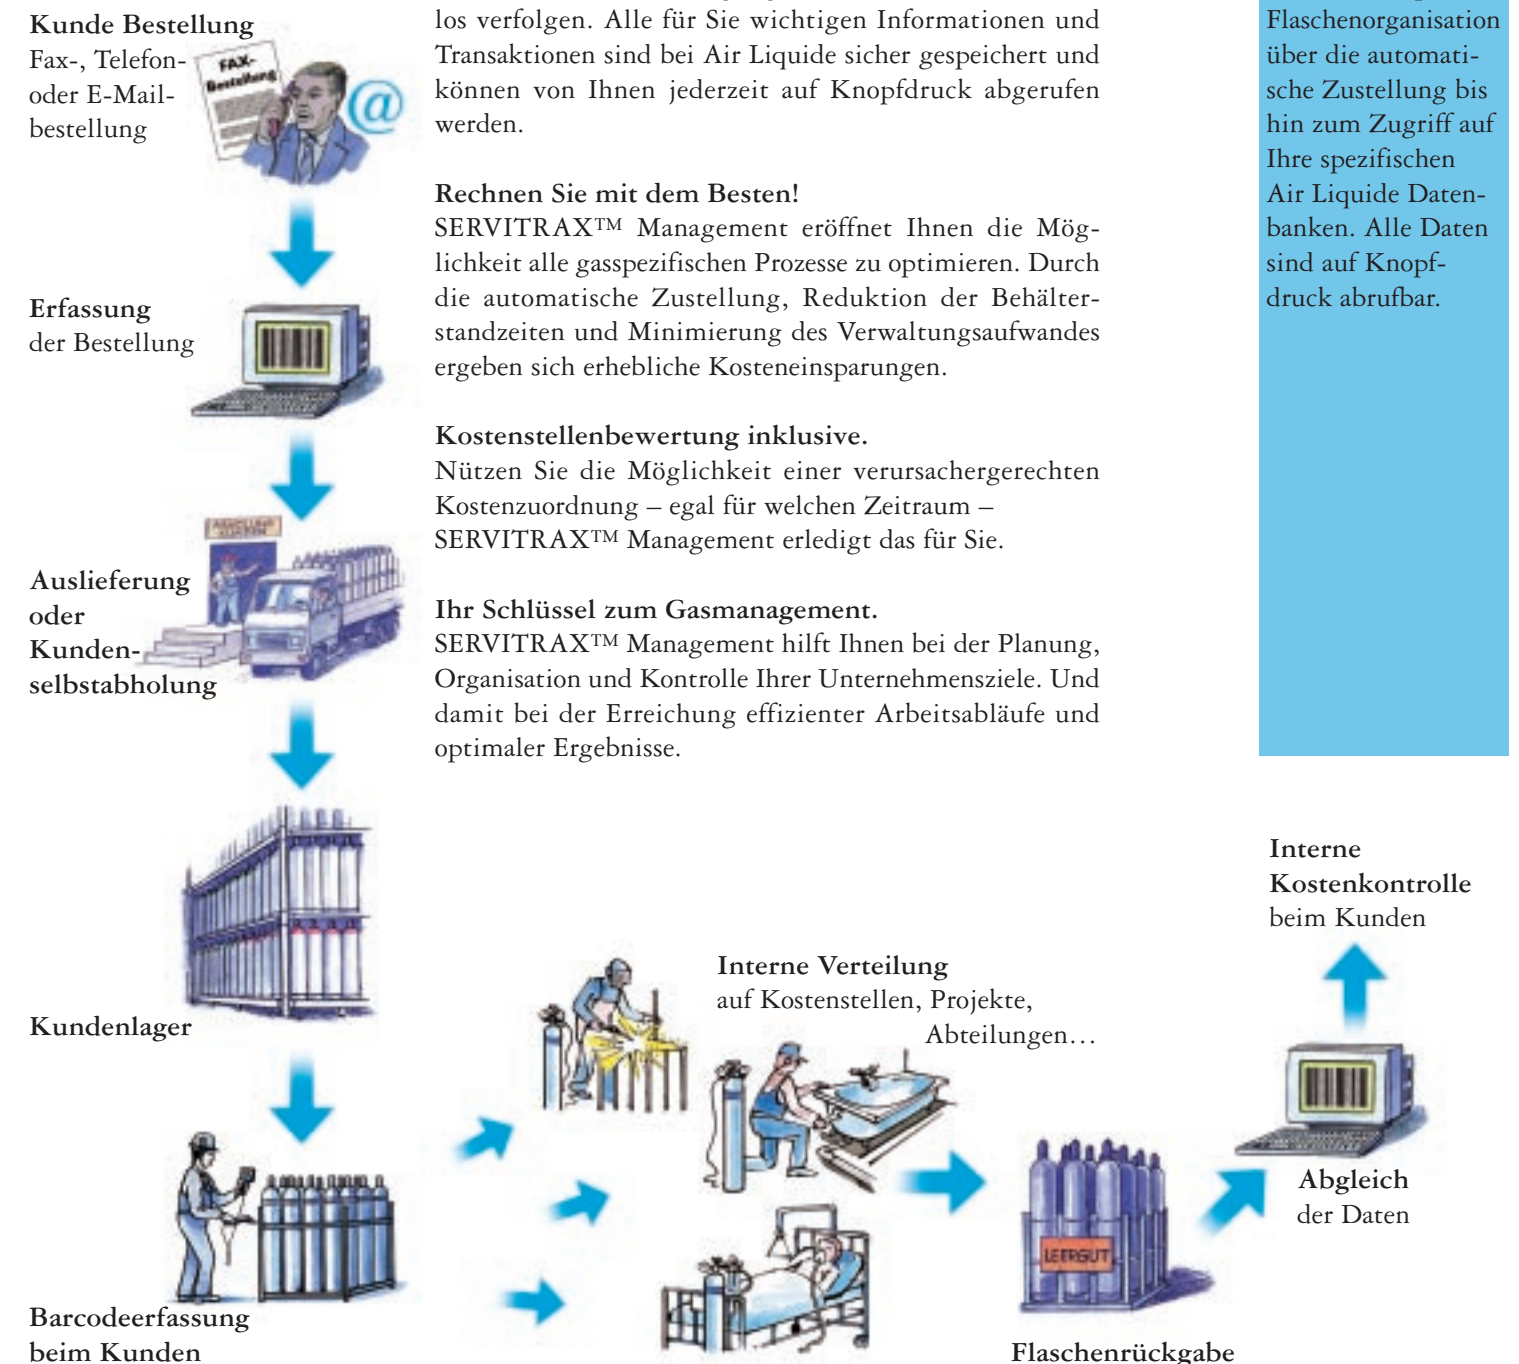 Kunde Bestellung
Fax-, Telefon-
oder E-Mail-
bestellung
FAX-
Bestellung
@
Erfassung
der Bestellung
Auslieferung
oder
Kunden-
selbstabholung
Kundenlager
Barcodeerfassung
beim Kunden
los verfolgen. Alle für Sie wichtigen Informationen und
Transaktionen sind bei Air Liquide sicher gespeichert und
können von Ihnen jederzeit auf Knopfdruck abgerufen
werden.
Rechnen Sie mit dem Besten!
SERVITRAX™ Management eröffnet Ihnen die Mög-
lichkeit alle gasspezifischen Prozesse zu optimieren. Durch
die automatische Zustellung, Reduktion der Behälter-
standzeiten und Minimierung des Verwaltungsaufwandes
ergeben sich erhebliche Kosteneinsparungen.
Kostenstellenbewertung inklusive.
Nützen Sie die Möglichkeit einer verursachergerechten
Kostenzuordnung – egal für welchen Zeitraum –
SERVITRAX™ Management erledigt das für Sie.
Ihr Schlüssel zum Gasmanagement.
SERVITRAX™ Management hilft Ihnen bei der Planung,
Organisation und Kontrolle Ihrer Unternehmensziele. Und
damit bei der Erreichung effizienter Arbeitsabläufe und
optimaler Ergebnisse.
Flaschenorganisation
über die automati-
sche Zustellung bis
hin zum Zugriff auf
Ihre spezifischen
Air Liquide Daten-
banken. Alle Daten
sind auf Knopf-
druck abrufbar.
Interne Verteilung
auf Kostenstellen, Projekte,
Abteilungen…
LEERGUT
Flaschenrückgabe
Abgleich
der Daten
Interne
Kostenkontrolle
beim Kunden